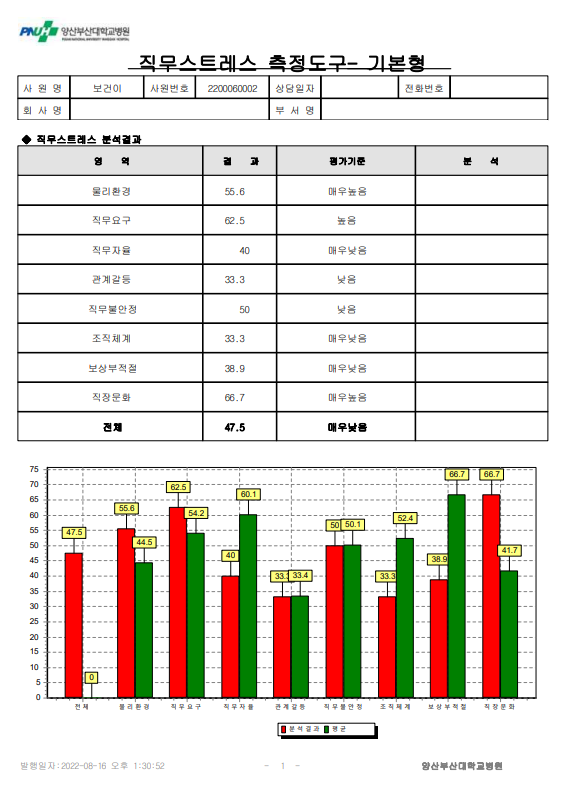 PNUH 양산부산대학교병원
PUSAN NATIONAL UNIVERSITY YANGSAN HOSPITAL
직무스트레스 측정도구- 기본형
사 원 명 보건이 사원번호 2200060002 상담일자 전화번호
회 사 명 부 서 명
◆ 직무스트레스 분석결과
영 역 결 과 평가기준 분 석
물리환경 55.6 매우높음
직무요구 62.5 높음
직무자율 40 매우낮음
관계갈등 33.3 낮음
직무불안정 50 낮음
조직체계 33.3 매우낮음
보상부적절 38.9 매우낮음
직장문화 66.7 매우높음
전체 47.5 매우낮음
75
70
65
60
55
50
45
40
35
30
25
20
15
10
5
0
47.5 0
55.6 44.5
62.5 54.2
40 60.1
33.3 33.4
50 50.1
33.3 52.4
38.9 66.7
66.7 41.7
전체 물리환경 직무요구 직무자율 관계갈등 직무불안정 조직체계 보상부적절 직장문화
분석결과 평균
발행일자:2022-08-16 오후 1:30:52 - 1 - 양산부산대학교병원